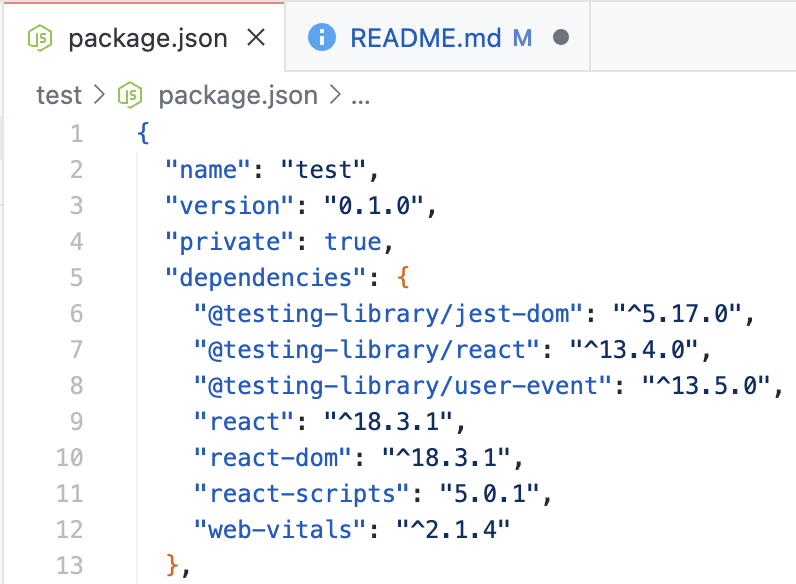 package.json
README.md M
test > package.json > ...
1 {
2 "name": "test",
3 "version": "0.1.0",
4 "private": true,
5 "dependencies": {
6 "@testing-library/jest-dom": "^5.17.0",
7 "@testing-library/react": "^13.4.0",
8 "@testing-library/user-event": "^13.5.0",
9 "react": "^18.3.1",
10 "react-dom": "^18.3.1",
11 "react-scripts": "5.0.1",
12 "web-vitals": "^2.1.4"
13 },